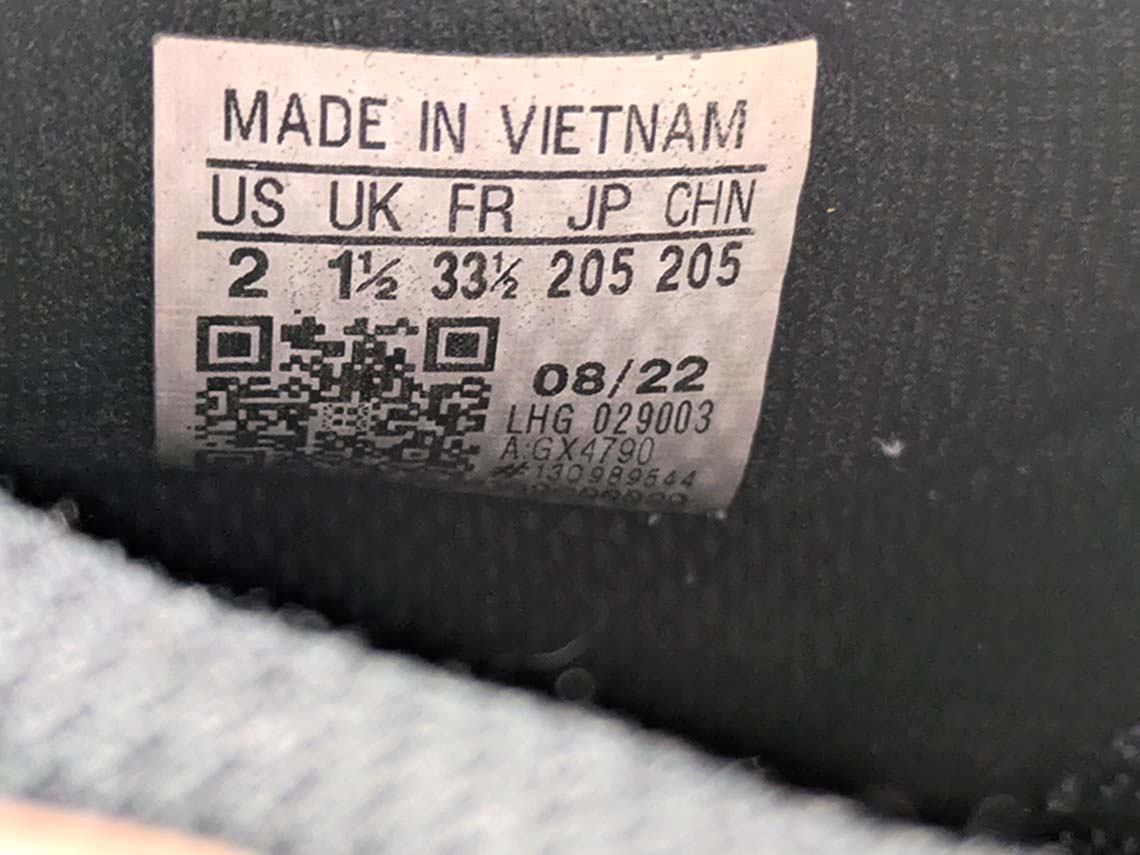 MADE IN VIETNAM
US UK FR JP CHN
2 1½ 33½ 205 205
08/22
LHG 029003
A:GX4790
#130989544